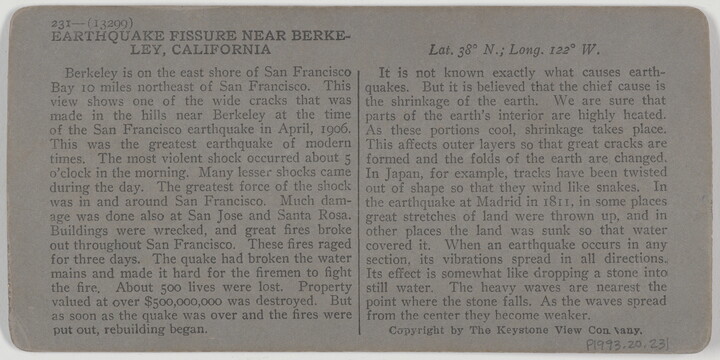 231—(13299)
EARTHQUAKE FISSURE NEAR BERKE-
LEY, CALIFORNIA
Berkeley is on the east shore of San Francisco
Bay 10 miles northeast of San Francisco. This
view shows one of the wide cracks that was
made in the hills near Berkeley at the time
of the San Francisco earthquake in April, 1906.
This was the greatest earthquake of modern
times. The most violent shock occurred about 5
o'clock in the morning. Many lesser shocks came
during the day. The greatest force of the shock
was in and around San Francisco. Much dam-
age was done also at San Jose and Santa Rosa.
Buildings were wrecked, and great fires broke
out throughout San Francisco. These fires raged
for three days. The quake had broken the water
mains and made it hard for the firemen to fight
the fire. About 500 lives were lost. Property
valued at over $500,000,000 was destroyed. But
as soon as the quake was over and the fires were
put out, rebuilding began.
Lat. 38° N.; Long. 122° W.
It is not known exactly what causes earth-
quakes. But it is believed that the chief cause is
the shrinkage of the earth. We are sure that
parts of the earth's interior are highly heated.
As these portions cool, shrinkage takes place.
This affects outer layers so that great cracks are
formed and the folds of the earth are changed.
In Japan, for example, tracks have been twisted
out of shape so that they wind like snakes. In
the earthquake at Madrid in 1811, in some places
great stretches of land were thrown up, and in
other places the land was sunk so that water
covered it. When an earthquake occurs in any
section, its vibrations spread in all directions.
Its effect is somewhat like dropping a stone into
still water. The heavy waves are nearest the
point where the stone falls. As the waves spread
from the center they become weaker.
Copyright by The Keystone View Company.
P1993.20.231